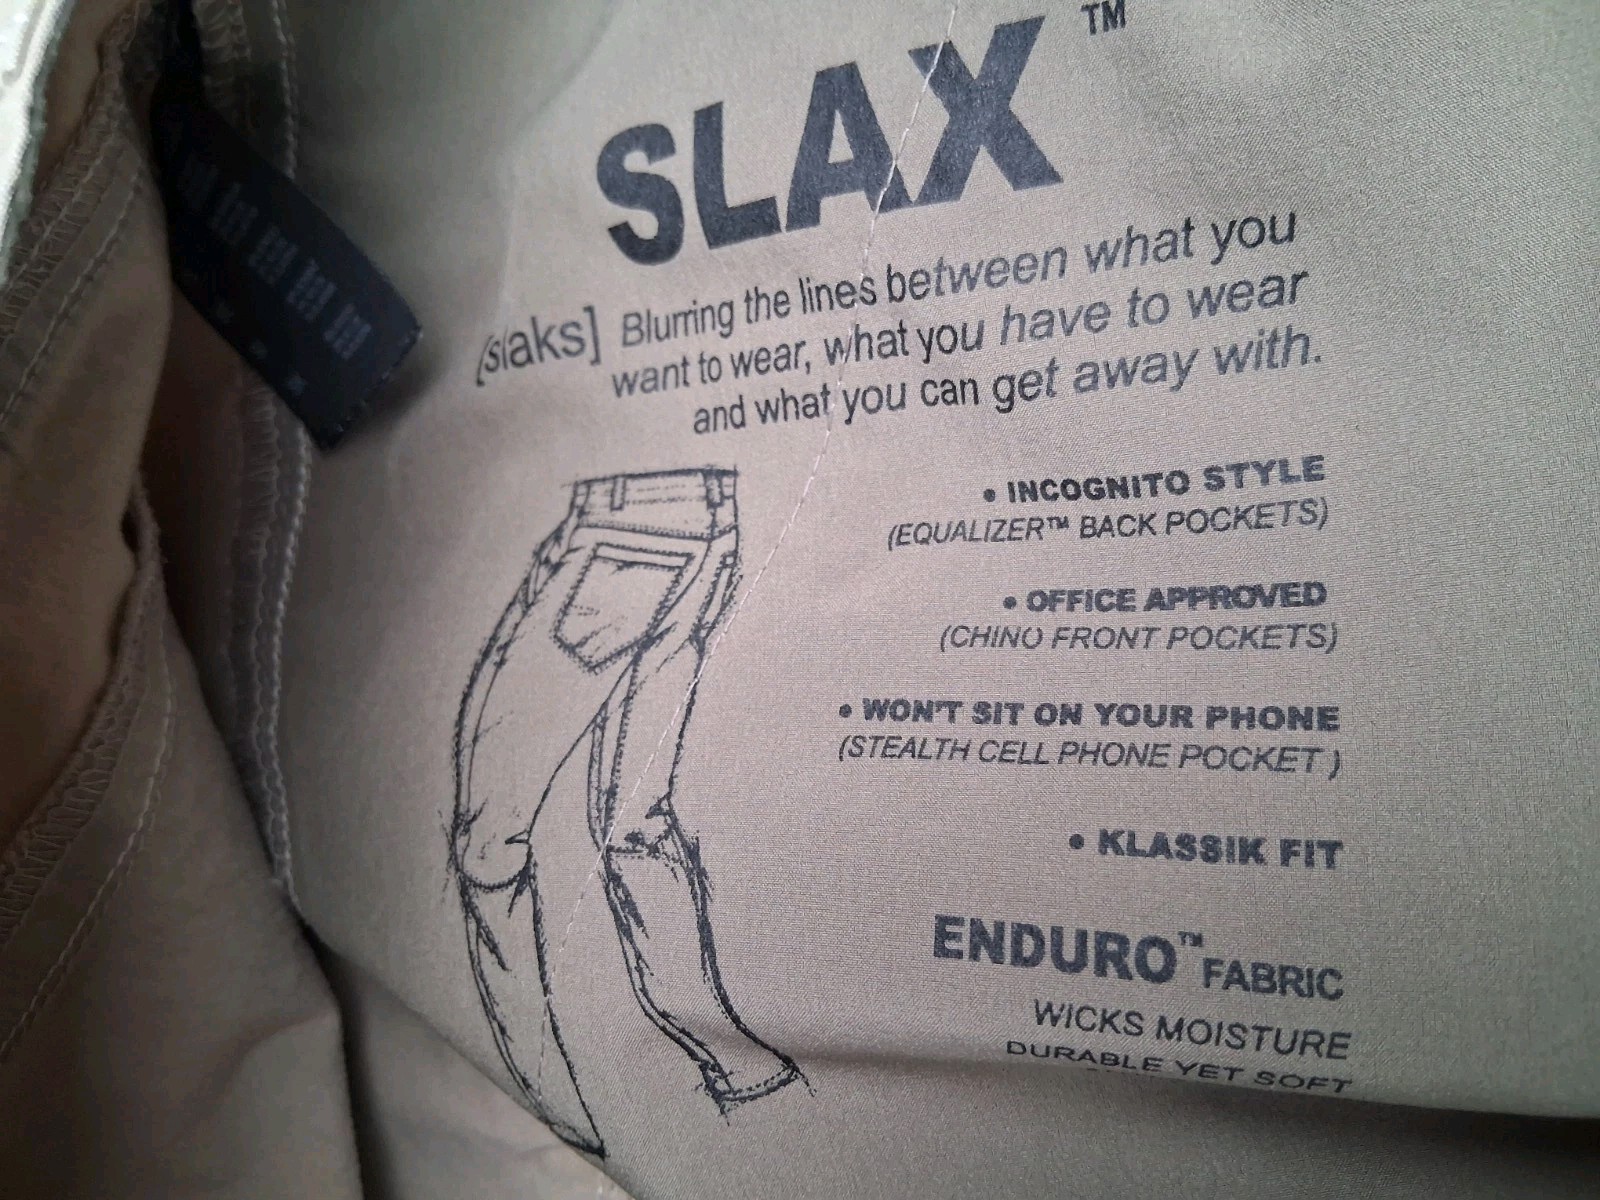 SLAX™
[slaks] Blurring the lines between what you
want to wear, what you have to wear
and what you can get away with.
• INCOGNITO STYLE
(EQUALIZER™ BACK POCKETS)
• OFFICE APPROVED
(CHINO FRONT POCKETS)
• WON'T SIT ON YOUR PHONE
(STEALTH CELL PHONE POCKET )
• KLASSIK FIT
ENDURO™ FABRIC
WICKS MOISTURE
DURABLE YET SOFT